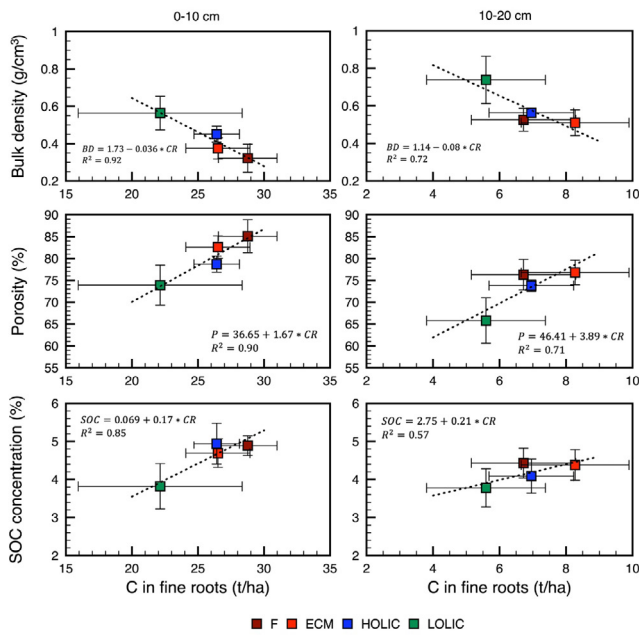 0-10 cm
10-20 cm
Bulk density (g/cm³)
1
0.8
0.6
0.4
0.2
BD = 1.73 − 0.036 * CR
R² = 0.92
1
0.8
0.6
0.4
0.2
BD = 1.14 − 0.08 * CR
R² = 0.72
Porosity (%)
90
85
80
75
70
65
60
55
P = 36.65 + 1.67 * CR
R² = 0.90
90
85
80
75
70
65
60
55
P = 46.41 + 3.89 * CR
R² = 0.71
SOC concentration (%)
6
5
4
3
2
SOC = 0.069 + 0.17 * CR
R² = 0.85
15 20 25 30 35
C in fine roots (t/ha)
6
5
4
3
2
SOC = 2.75 + 0.21 * CR
R² = 0.57
2 4 6 8 10
C in fine roots (t/ha)
F ECM HOLIC LOLIC